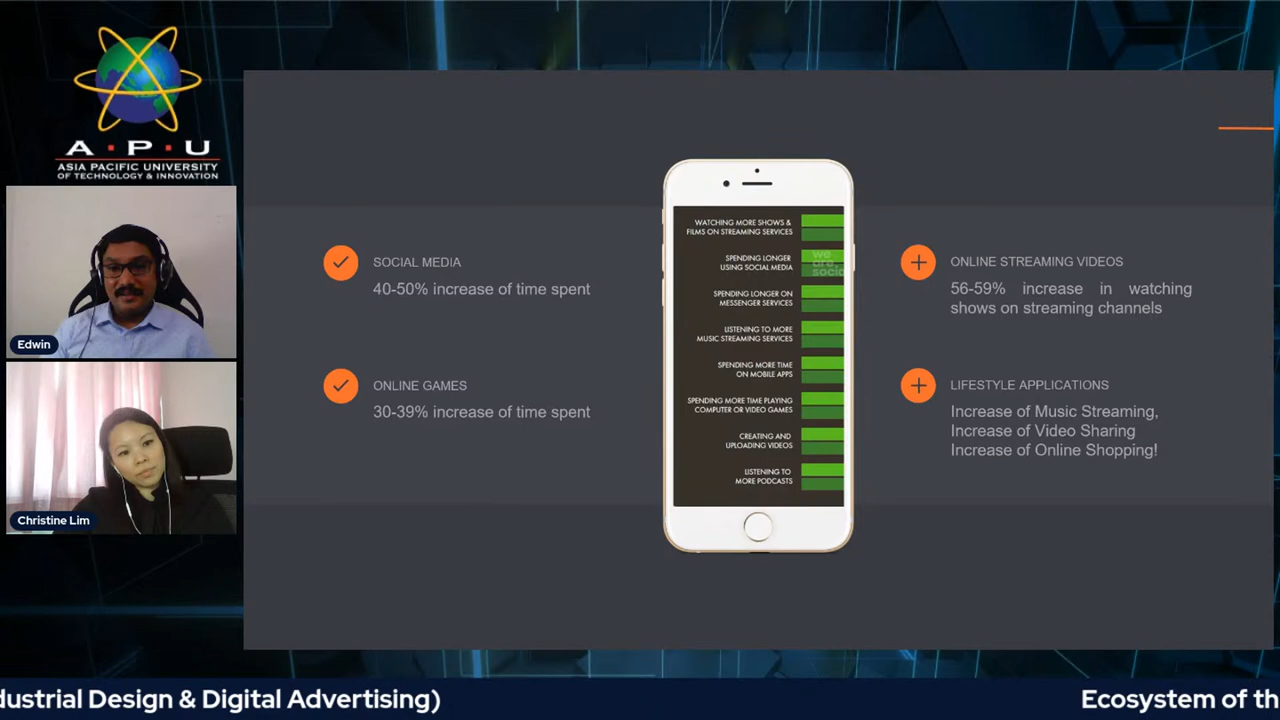 A · P · U
ASIA PACIFIC UNIVERSITY
OF TECHNOLOGY & INNOVATION
Edwin
Christine Lim
SOCIAL MEDIA
40-50% increase of time spent
ONLINE GAMES
30-39% increase of time spent
WATCHING MORE SHOWS &
FILMS ON STREAMING SERVICES
SPENDING LONGER
USING SOCIAL MEDIA
we
are.
social
SPENDING LONGER ON
MESSENGER SERVICES
LISTENING TO MORE
MUSIC STREAMING SERVICES
SPENDING MORE TIME
ON MOBILE APPS
SPENDING MORE TIME PLAYING
COMPUTER OR VIDEO GAMES
CREATING AND
UPLOADING VIDEOS
LISTENING TO
MORE PODCASTS
ONLINE STREAMING VIDEOS
56-59% increase in watching
shows on streaming channels
LIFESTYLE APPLICATIONS
Increase of Music Streaming,
Increase of Video Sharing
Increase of Online Shopping!
dustrial Design & Digital Advertising)
Ecosystem of th